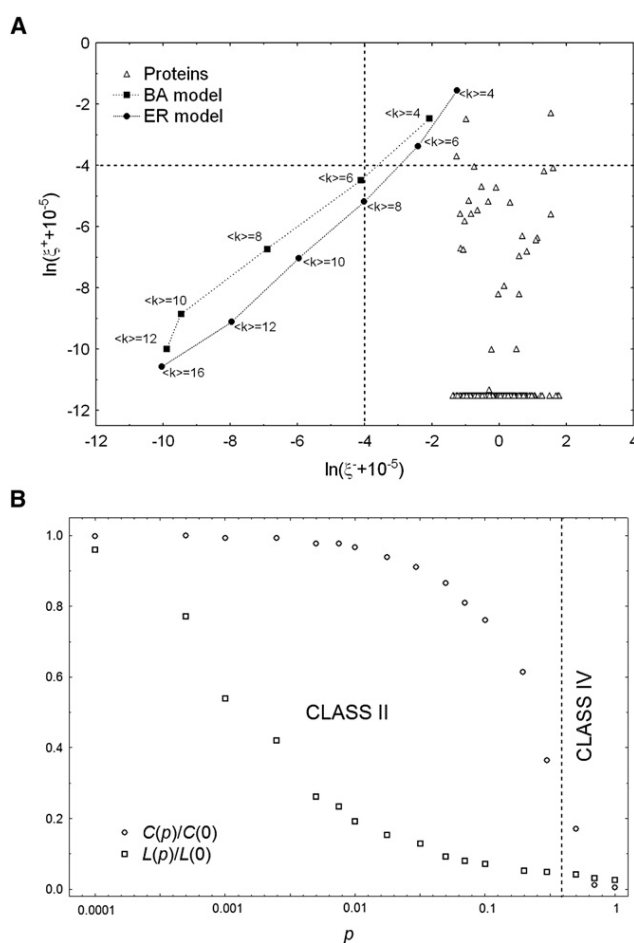 A
ln(ξ⁺+10⁻⁵)
0
-2
-4
-6
-8
-10
-12
Proteins
BA model
ER model
<k>=4
<k>=4
<k>=6
<k>=6
<k>=8
<k>=8
<k>=10
<k>=10
<k>=12
<k>=12
<k>=16
-12 -10 -8 -6 -4 -2 0 2 4
ln(ξ⁻+10⁻⁵)
B
1.0
0.8
0.6
0.4
0.2
0.0
CLASS II
CLASS IV
C(p)/C(0)
L(p)/L(0)
0.0001 0.001 0.01 0.1 1
p